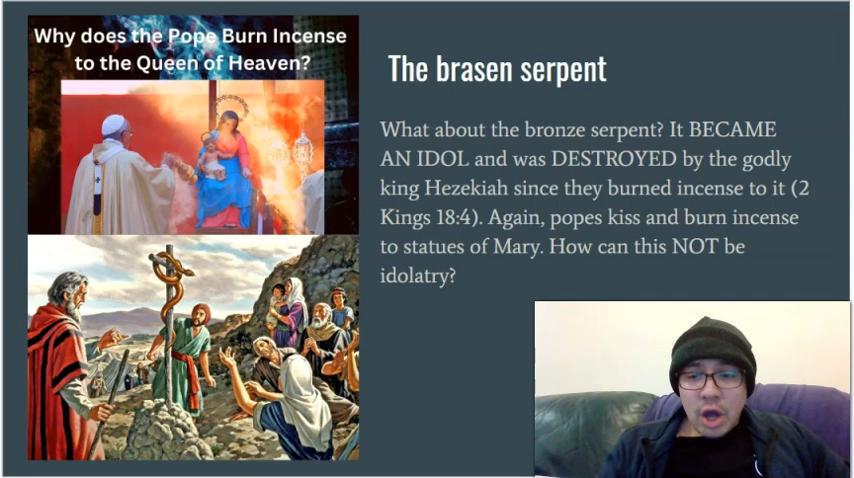 Why does the Pope Burn Incense
to the Queen of Heaven?
The brasen serpent
What about the bronze serpent? It BECAME
AN IDOL and was DESTROYED by the godly
king Hezekiah since they burned incense to it (2
Kings 18:4). Again, popes kiss and burn incense
to statues of Mary. How can this NOT be
idolatry?